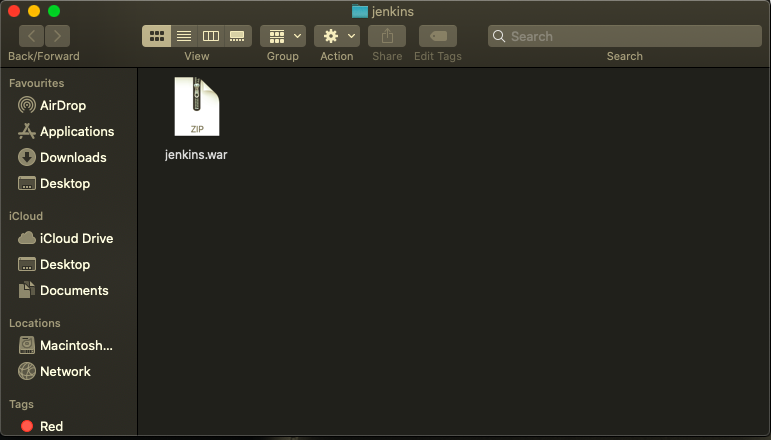 jenkins
Search
Back/Forward View Group Action Share Edit Tags Search
Favourites
AirDrop
Applications
Downloads
Desktop
iCloud
iCloud Drive
Desktop
Documents
Locations
Macintosh...
Network
Tags
Red
ZIP
jenkins.war